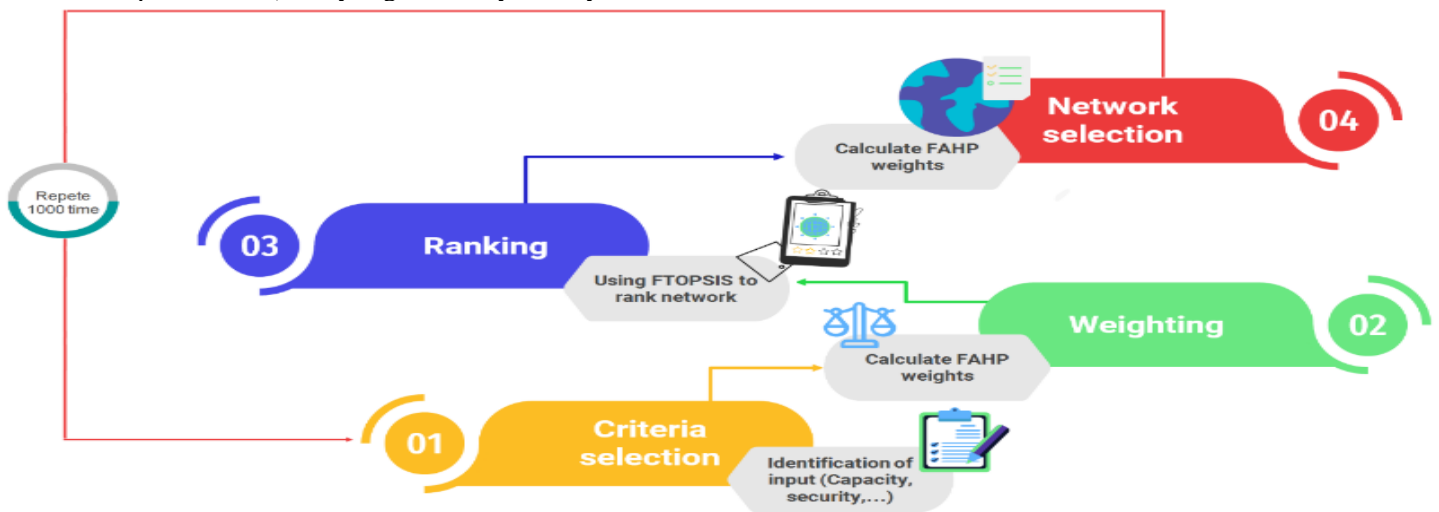 Network
selection
04
Calculate FAHP
weights
Repete
1000 time
03
Ranking
Using FTOPSIS to
rank network
Weighting
02
Calculate FAHP
weights
01
Criteria
selection
Identification of
input (Capacity,
security,...)